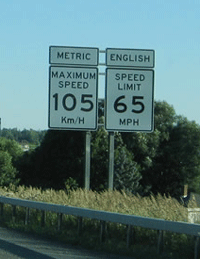 METRIC
MAXIMUM
SPEED
105
Km/H
ENGLISH
SPEED
LIMIT
65
MPH